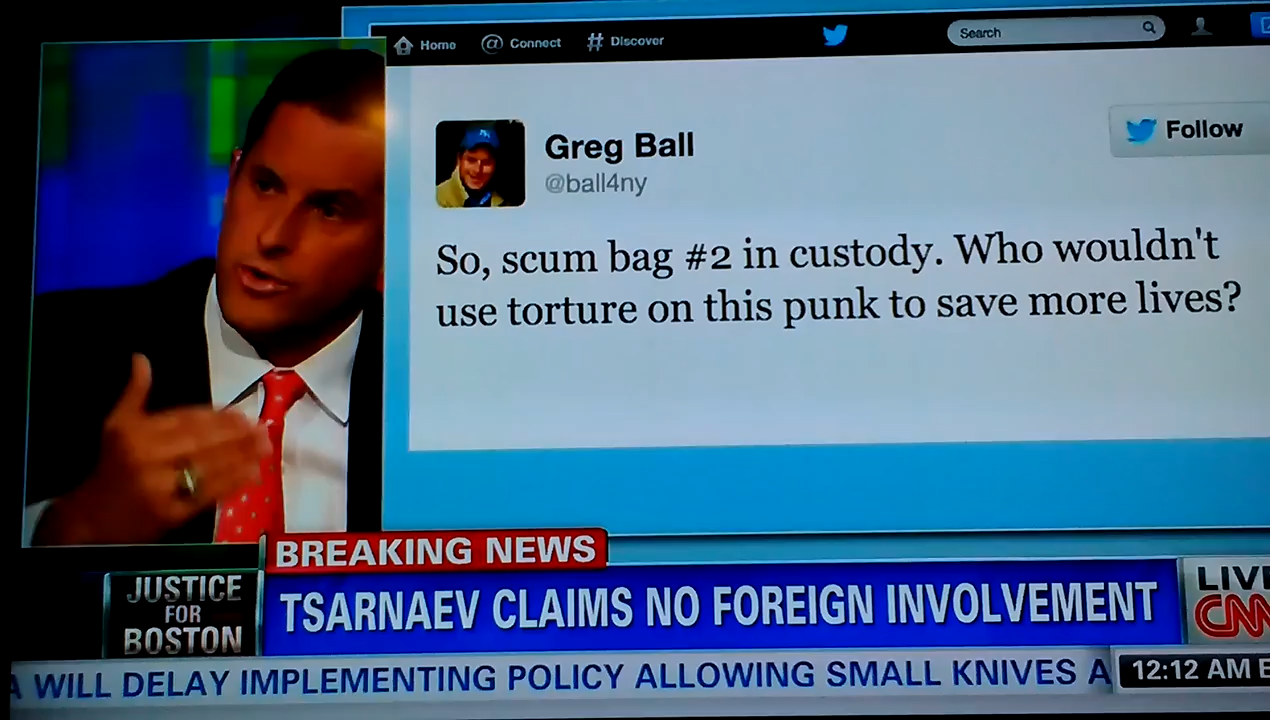 Home @ Connect # Discover Search
Greg Ball
@ball4ny
Follow
So, scum bag #2 in custody. Who wouldn't
use torture on this punk to save more lives?
BREAKING NEWS
JUSTICE
FOR
BOSTON
TSARNAEV CLAIMS NO FOREIGN INVOLVEMENT
LIVE
CNN
A WILL DELAY IMPLEMENTING POLICY ALLOWING SMALL KNIVES A
12:12 AM E